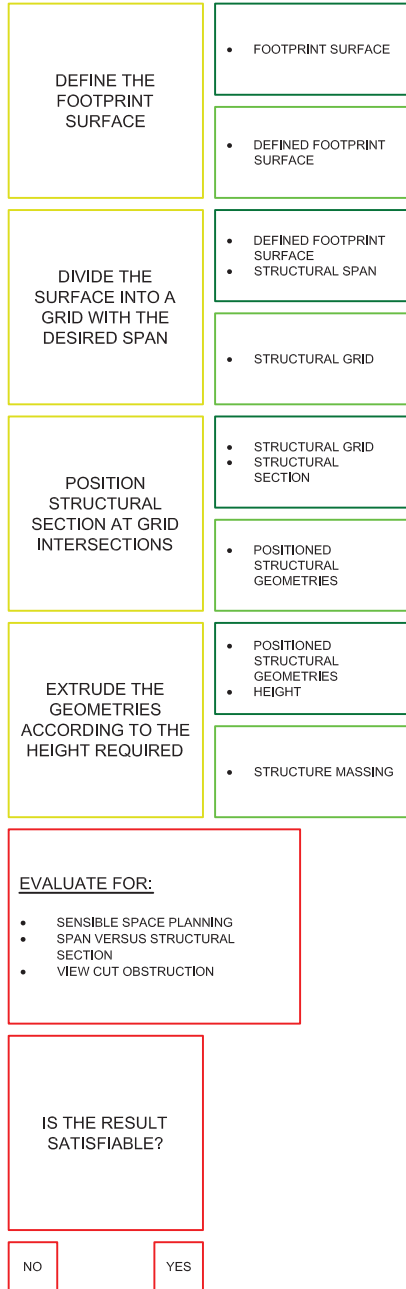 DEFINE THE
FOOTPRINT
SURFACE
• FOOTPRINT SURFACE
• DEFINED FOOTPRINT
SURFACE
DIVIDE THE
SURFACE INTO A
GRID WITH THE
DESIRED SPAN
• DEFINED FOOTPRINT
SURFACE
• STRUCTURAL SPAN
• STRUCTURAL GRID
POSITION
STRUCTURAL
SECTION AT GRID
INTERSECTIONS
• STRUCTURAL GRID
• STRUCTURAL
SECTION
• POSITIONED
STRUCTURAL
GEOMETRIES
EXTRUDE THE
GEOMETRIES
ACCORDING TO THE
HEIGHT REQUIRED
• POSITIONED
STRUCTURAL
GEOMETRIES
• HEIGHT
• STRUCTURE MASSING
EVALUATE FOR:
• SENSIBLE SPACE PLANNING
• SPAN VERSUS STRUCTURAL
SECTION
• VIEW CUT OBSTRUCTION
IS THE RESULT
SATISFIABLE?
NO
YES